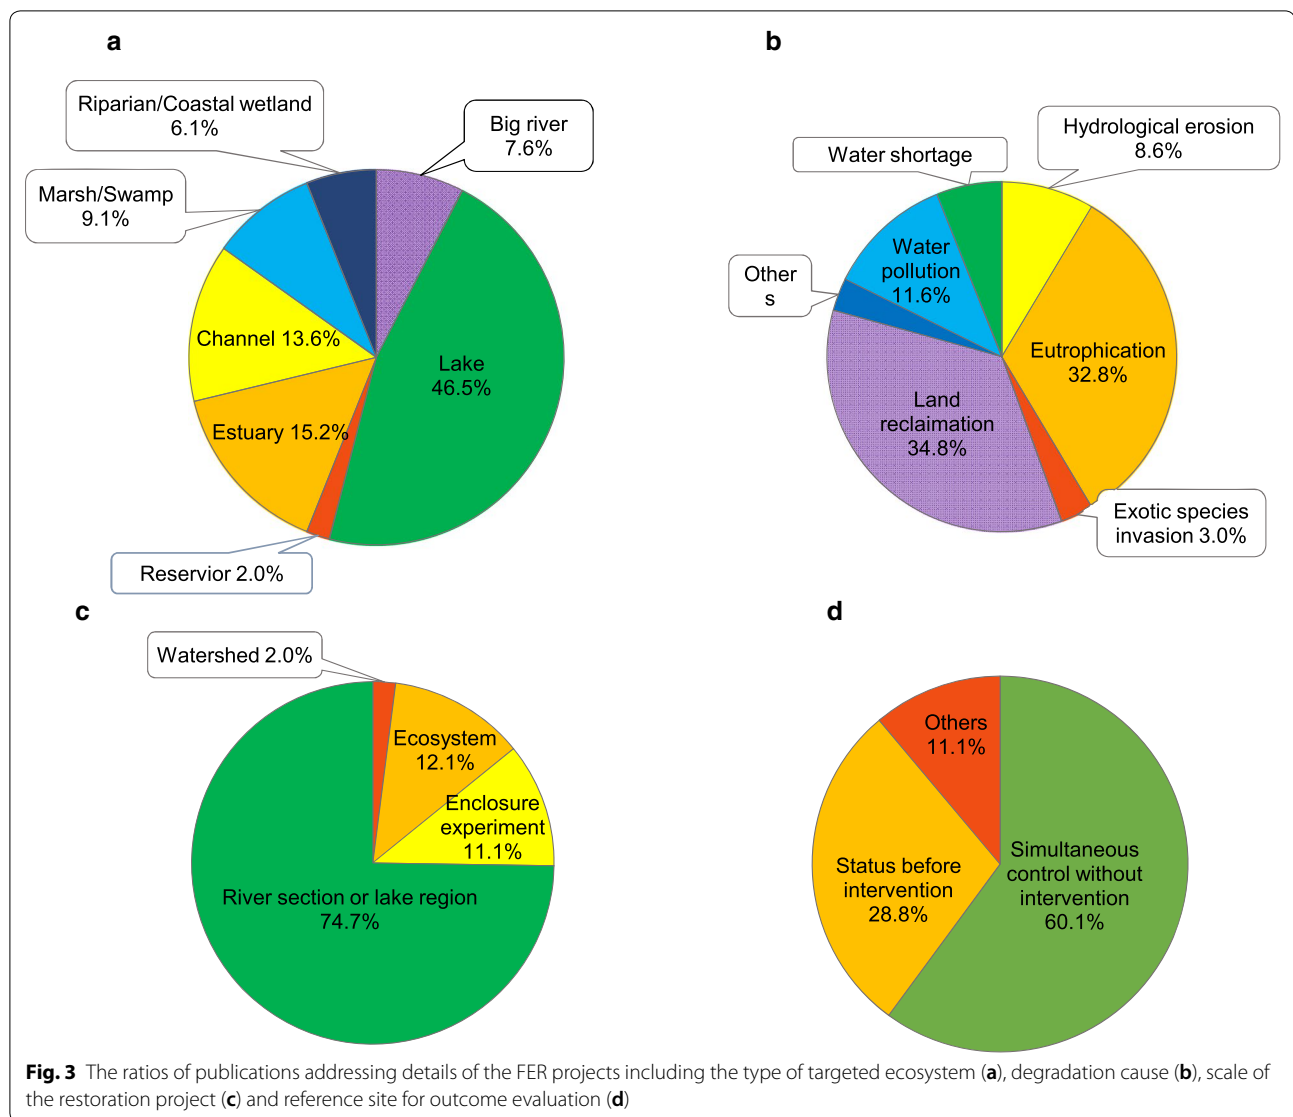 a
Riparian/Coastal wetland
6.1%
Big river
7.6%
Marsh/Swamp
9.1%
Channel 13.6%
Lake
46.5%
Estuary 15.2%
Reservior 2.0%
b
Hydrological erosion
8.6%
Water shortage
Water
pollution
11.6%
Other
s
Eutrophication
32.8%
Land
reclaimation
34.8%
Exotic species
invasion 3.0%
c
Watershed 2.0%
Ecosystem
12.1%
Enclosure
experiment
11.1%
River section or lake region
74.7%
d
Others
11.1%
Status before
intervention
28.8%
Simultaneous
control without
intervention
60.1%
Fig. 3 The ratios of publications addressing details of the FER projects including the type of targeted ecosystem (a), degradation cause (b), scale of
the restoration project (c) and reference site for outcome evaluation (d)